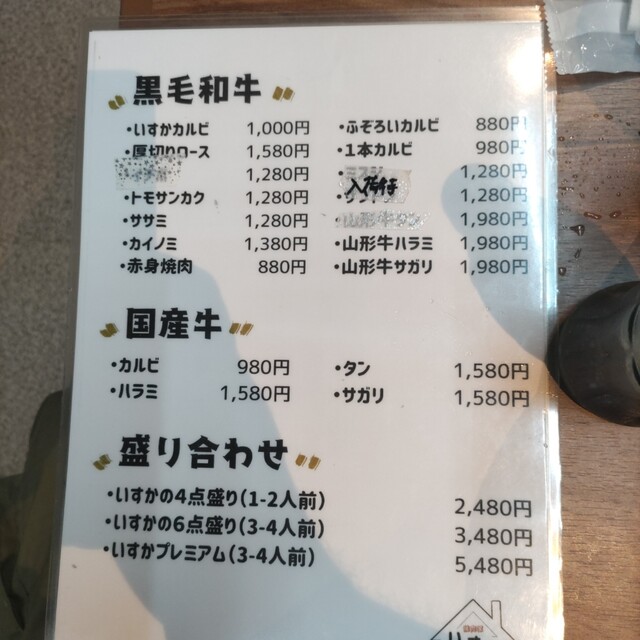 黒毛和牛
・いすかカルビ 1,000円
・厚切りロース 1,580円
1,280円
・トモサンカク 1,280円
・ササミ 1,280円
・カイノミ 1,380円
・赤身焼肉 880円
・ふぞろいカルビ 880円
・1本カルビ 980円
・ミスジ 1,280円
入荷待
1,280円
・山形牛タン 1,980円
・山形牛ハラミ 1,980円
・山形牛サガリ 1,980円
国産牛
・カルビ 980円
・ハラミ 1,580円
・タン 1,580円
・サガリ 1,580円
盛り合わせ
・いすかの4点盛り(1-2人前) 2,480円
・いすかの6点盛り(3-4人前) 3,480円
・いすかプレミアム(3-4人前) 5,480円